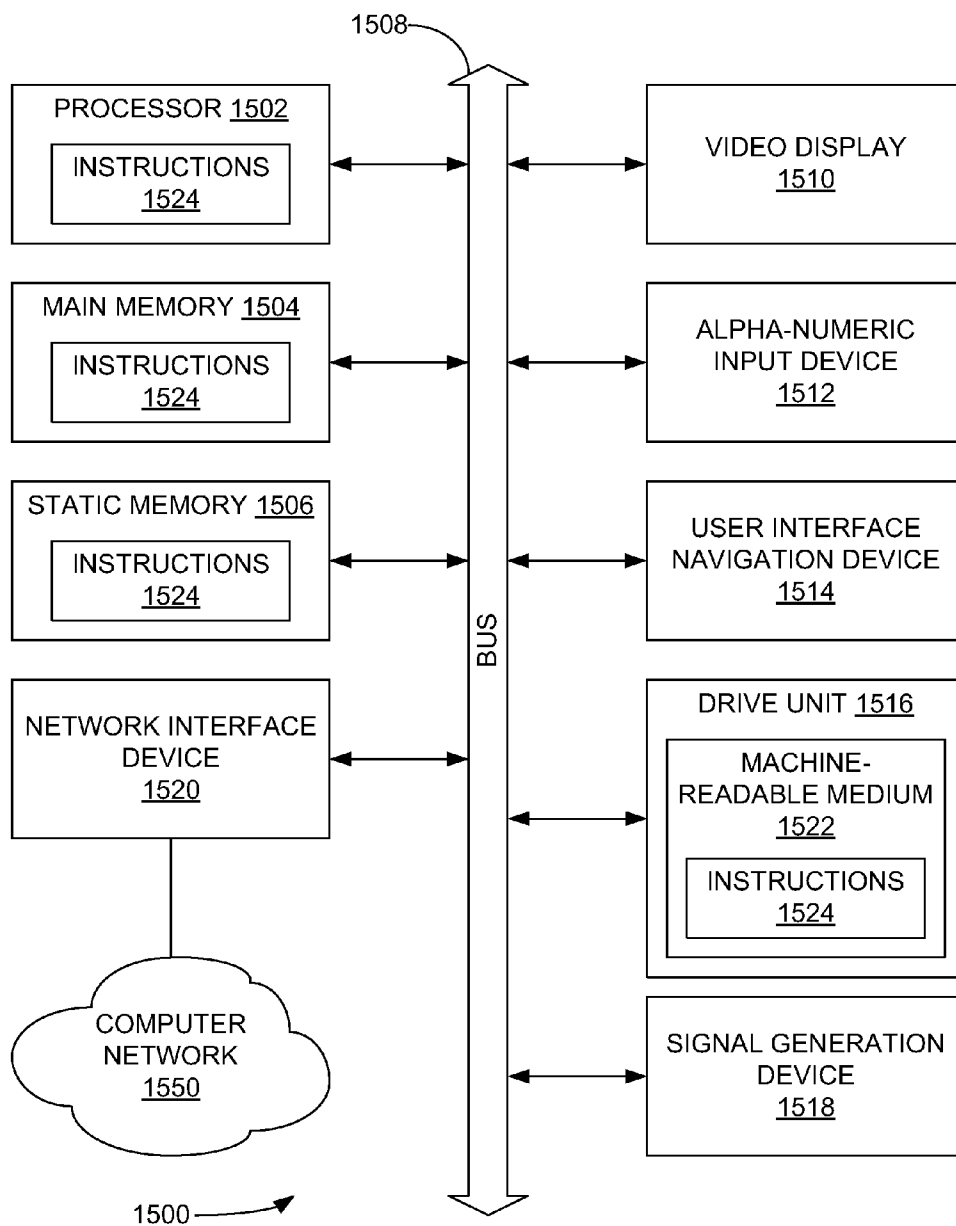 1508
PROCESSOR 1502
INSTRUCTIONS
1524
MAIN MEMORY 1504
INSTRUCTIONS
1524
STATIC MEMORY 1506
INSTRUCTIONS
1524
NETWORK INTERFACE
DEVICE
1520
COMPUTER
NETWORK
1550
1500
BUS
VIDEO DISPLAY
1510
ALPHA-NUMERIC
INPUT DEVICE
1512
USER INTERFACE
NAVIGATION DEVICE
1514
DRIVE UNIT 1516
MACHINE-
READABLE MEDIUM
1522
INSTRUCTIONS
1524
SIGNAL GENERATION
DEVICE
1518